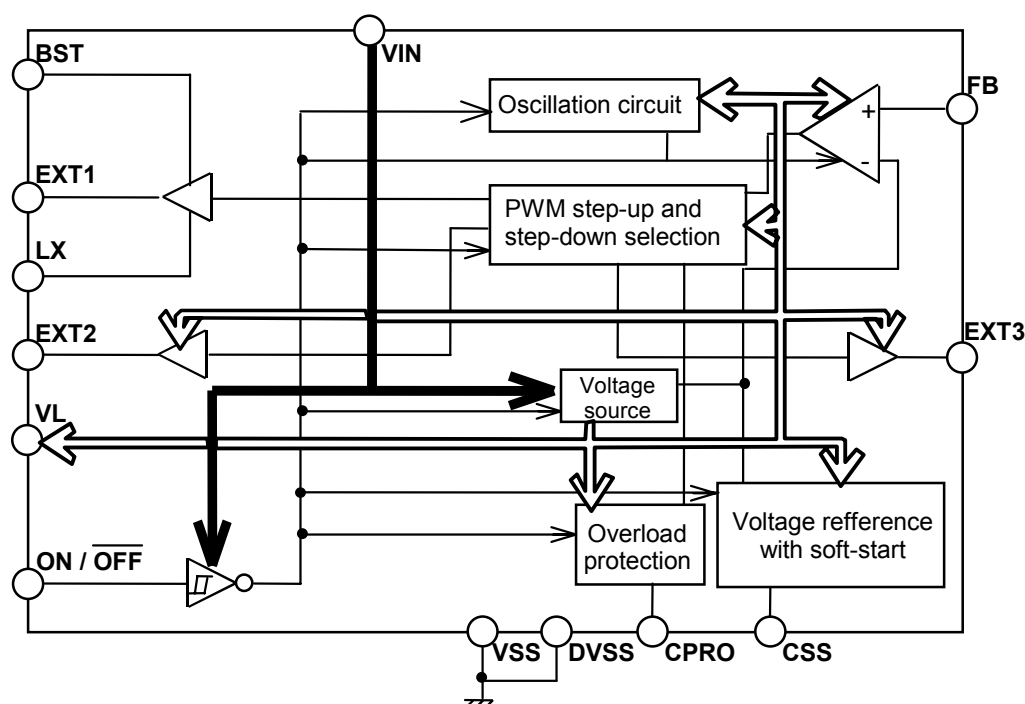 BST
VIN
FB
Oscillation circuit
+
-
EXT1
PWM step-up and
step-down selection
LX
EXT2
EXT3
Voltage
source
VL
Voltage refference
with soft-start
Overload
protection
ON / OFF
VSS
DVSS
CPRO
CSS